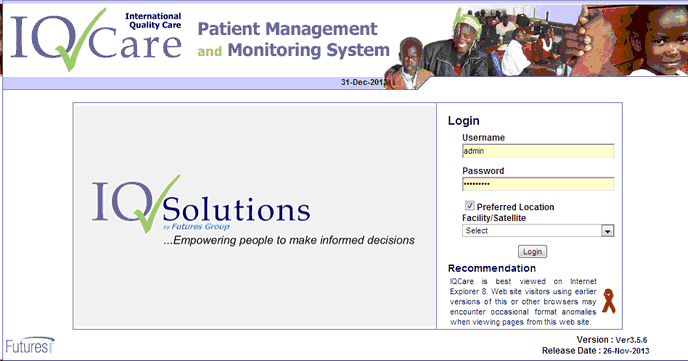 IQCare
International
Quality Care
Patient Management
and Monitoring System
31-Dec-2013
IQSolutions
by Futures Group
...Empowering people to make informed decisions
Login
Username
admin
Password
•••••••••
Preferred Location
Facility/Satellite
Select
Login
Recommendation
IQCare is best viewed on Internet
Explorer 8. Web site visitors using earlier
versions of this or other browsers may
encounter occasional format anomalies
when viewing pages from this web site.
Futures
Version : Ver3.5.6
Release Date : 26-Nov-2013